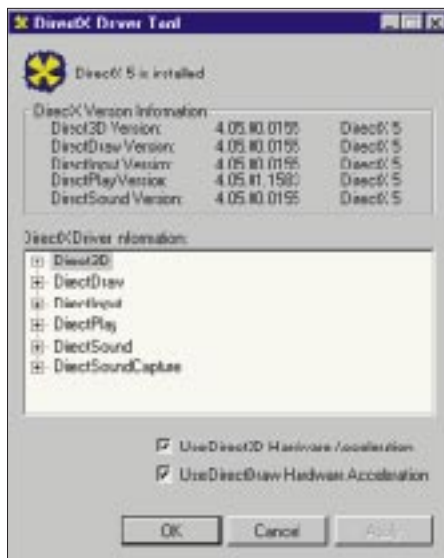 DirectX Driver Tool
DirectX 5 is installed
DirectX Version Information
Direct3D Version: 4.05.00.0155 DirectX 5
DirectDraw Version: 4.05.00.0155 DirectX 5
DirectInput Version: 4.05.00.0155 DirectX 5
DirectPlay Version: DirectX 5
DirectSound Version: 4.05.00.0155 DirectX 5
DirectX Driver Information:
Direct3D
DirectDraw
DirectInput
DirectPlay
DirectSound
DirectSoundCapture
Use Direct3D Hardware Acceleration
Use DirectDraw Hardware Acceleration
OK Cancel Apply